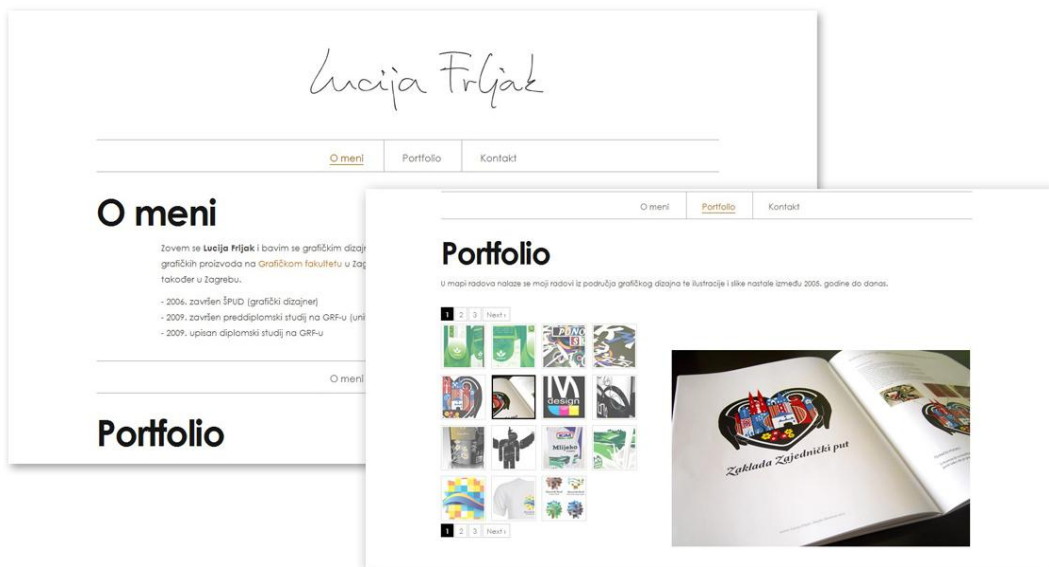 Lucija Frljak
O meni Portfolio Kontakt
O meni
Zovem se Lucija Frljak i bavim se grafičkim
grafičkih proizvoda na Grafičkom fakultetu u
također u Zagrebu.
- 2006. završen ŠPUD (grafički dizajner)
- 2009. završen preddiplomski studij na GRF-u
- 2009. upisan diplomski studij na GRF-u
O meni
Portfolio
O meni Portfolio Kontakt
Portfolio
U mapi radova nalaze se moji radovi iz područja grafičkog dizajna te ilustracije i slike nastale između 2005. godine do danas.
1 2 3 Next ›
design
Mlijeko
1 2 3 Next ›
Zaklada Zajednički put